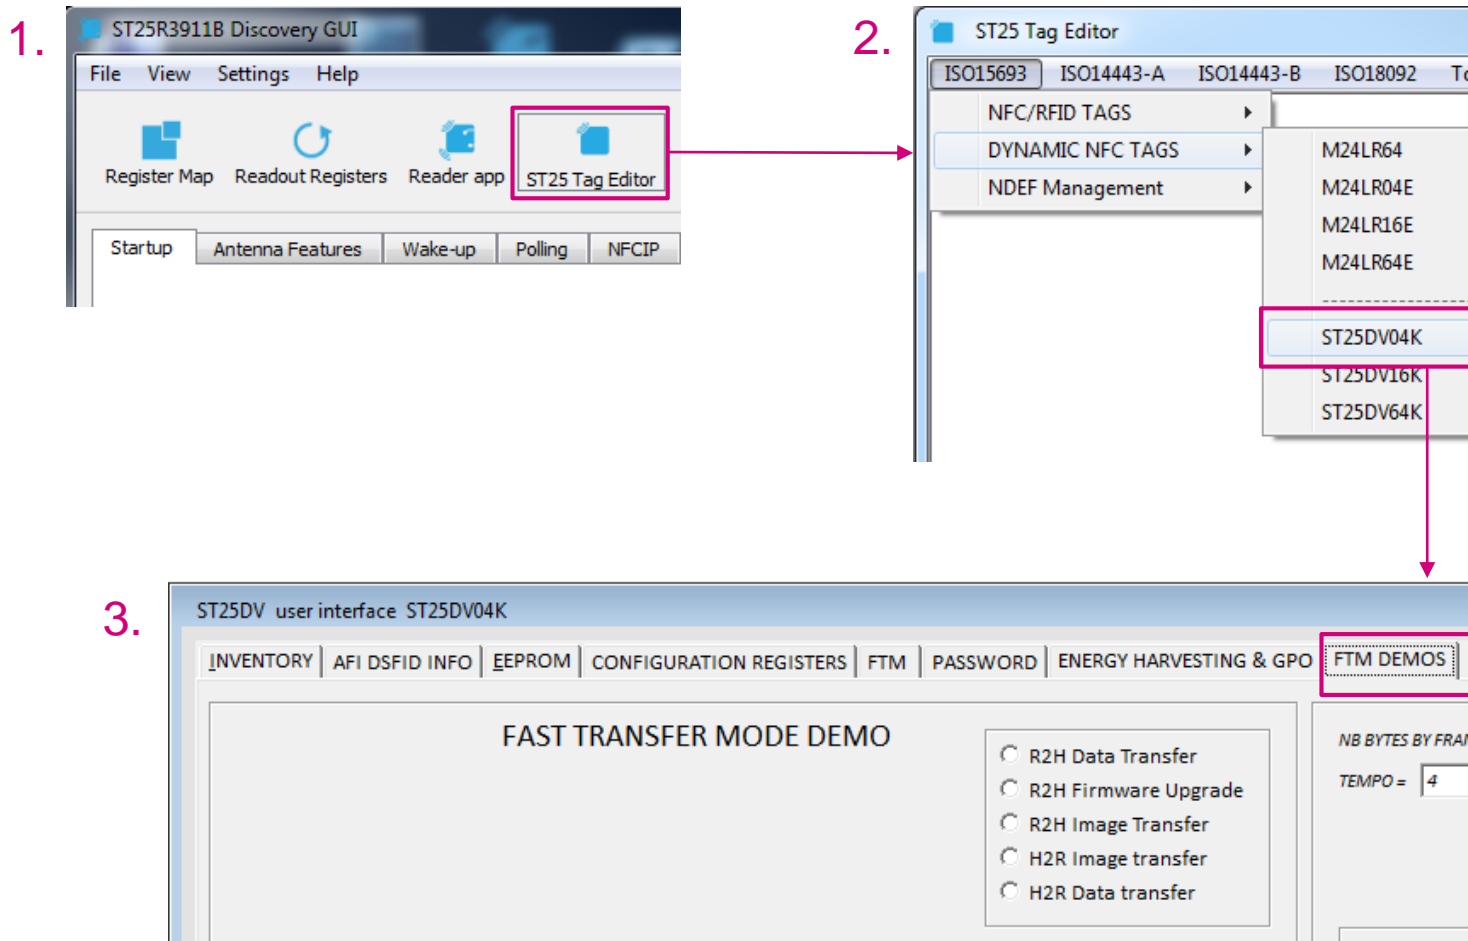 1.
ST25R3911B Discovery GUI
File View Settings Help
Register Map Readout Registers Reader app ST25 Tag Editor
Startup Antenna Features Wake-up Polling NFCIP
2.
ST25 Tag Editor
ISO15693 ISO14443-A ISO14443-B ISO18092
NFC/RFID TAGS
DYNAMIC NFC TAGS
NDEF Management
M24LR64
M24LR04E
M24LR16E
M24LR64E
ST25DV04K
ST25DV16K
ST25DV64K
3.
ST25DV user interface ST25DV04K
INVENTORY AFI DSFID INFO EEPROM CONFIGURATION REGISTERS FTM PASSWORD ENERGY HARVESTING & GPO FTM DEMOS
FAST TRANSFER MODE DEMO
R2H Data Transfer
R2H Firmware Upgrade
R2H Image Transfer
H2R Image transfer
H2R Data transfer
NB BYTES BY
TEMPO = 4